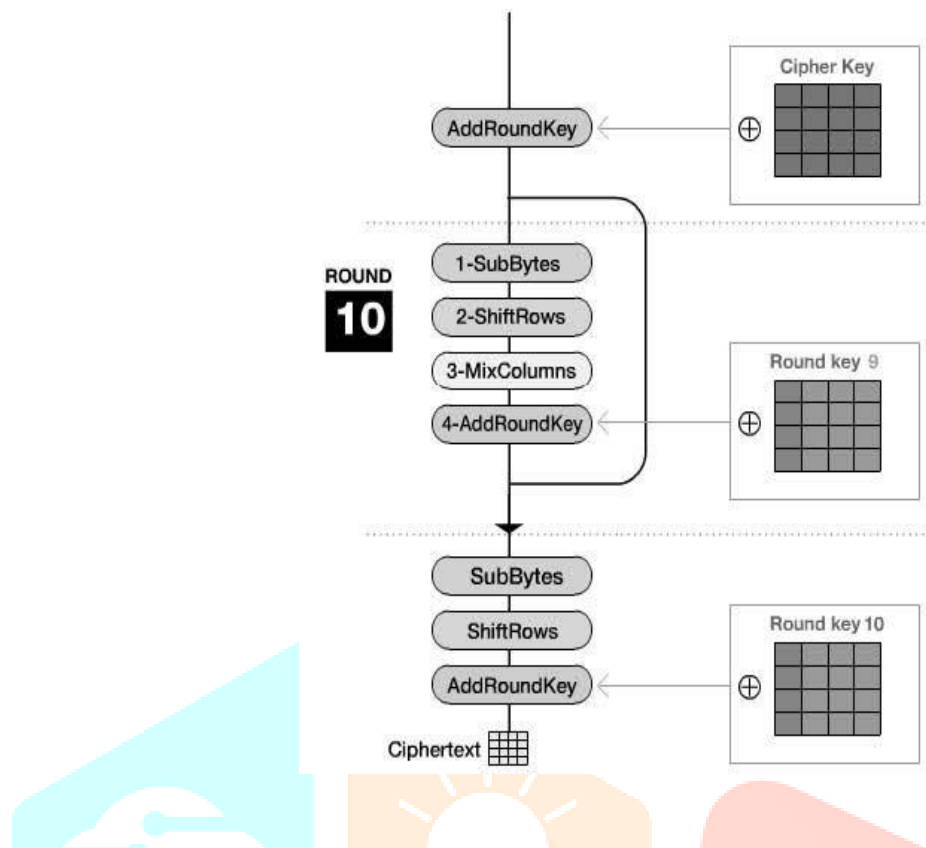 Cipher Key
AddRoundKey
1-SubBytes
ROUND
10
2-ShiftRows
3-MixColumns
Round key 9
4-AddRoundKey
SubBytes
ShiftRows
Round key 10
AddRoundKey
Ciphertext